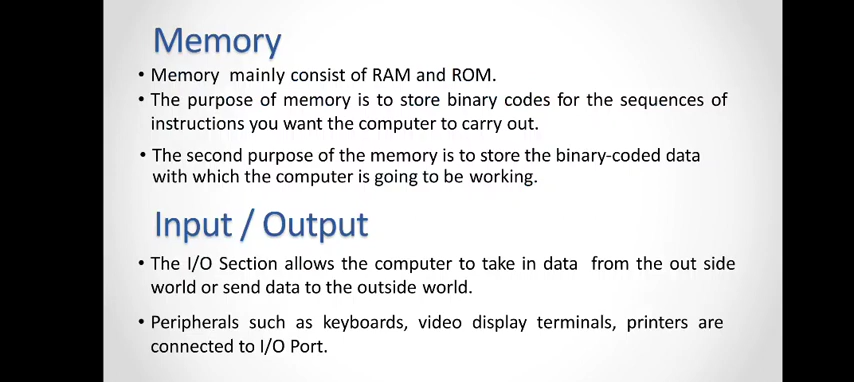 Memory
• Memory mainly consist of RAM and ROM.
• The purpose of memory is to store binary codes for the sequences of
instructions you want the computer to carry out.
• The second purpose of the memory is to store the binary-coded data
with which the computer is going to be working.
Input / Output
• The I/O Section allows the computer to take in data from the out side
world or send data to the outside world.
• Peripherals such as keyboards, video display terminals, printers are
connected to I/O Port.